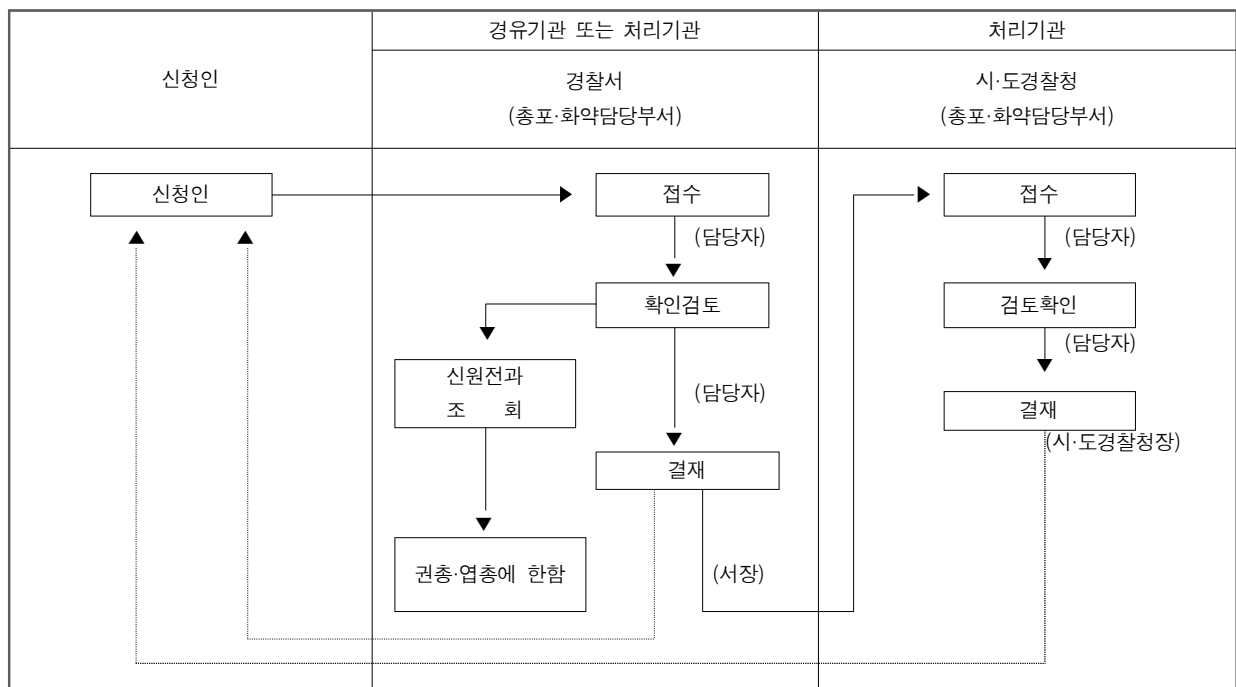 신청인
경유기관 또는 처리기관
처리기관
경찰서
(총포·화약담당부서)
시·도경찰청
(총포·화약담당부서)
신청인
접수
(담당자)
확인검토
신원전과
조 회
(담당자)
결재
권총·엽총에 한함
(서장)
접수
(담당자)
검토확인
(담당자)
결재
(시·도경찰청장)